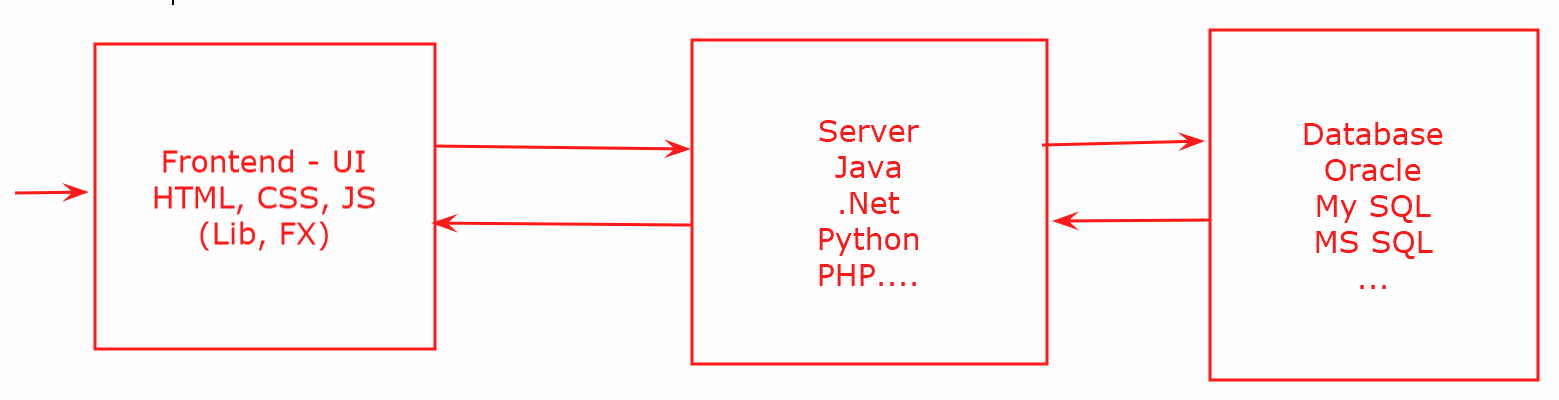 Frontend - UI
HTML, CSS, JS
(Lib, FX)
Server
Java
.Net
Python
PHP....
Database
Oracle
My SQL
MS SQL
...